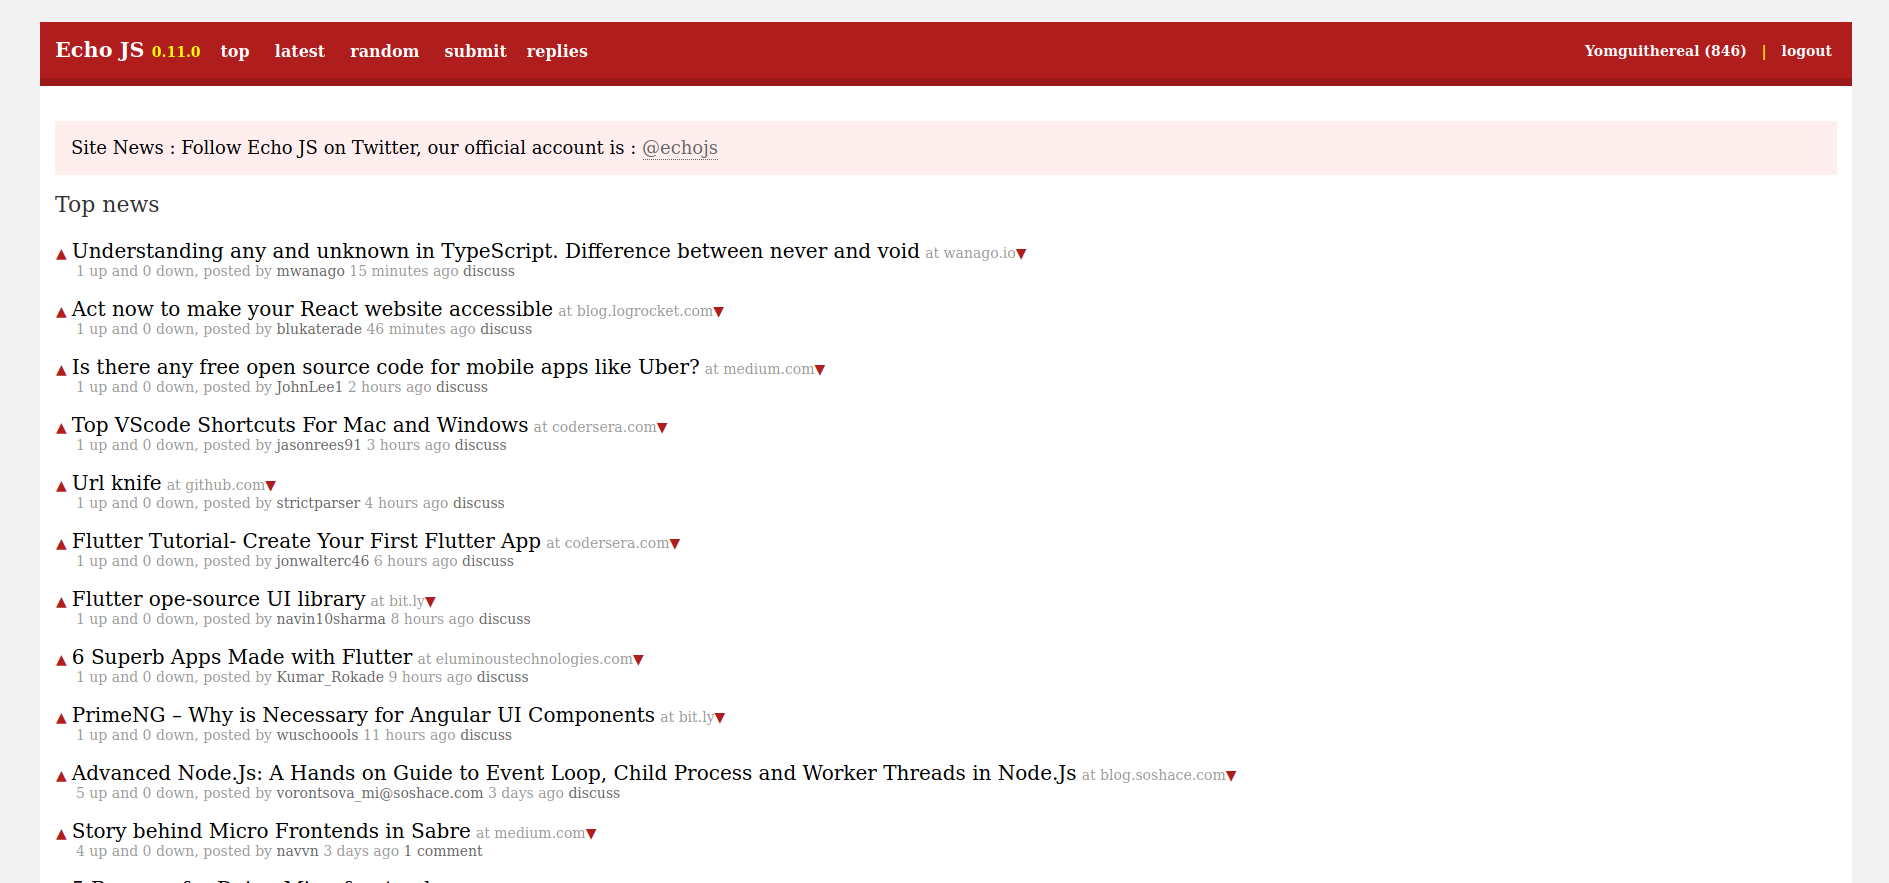 Echo JS 0.11.0 top latest random submit replies Yomguithereal (846) | logout
Site News : Follow Echo JS on Twitter, our official account is : @echojs
Top news
▲ Understanding any and unknown in TypeScript. Difference between never and void at wanago.io▼
1 up and 0 down, posted by mwanago 15 minutes ago discuss
▲ Act now to make your React website accessible at blog.logrocket.com▼
1 up and 0 down, posted by blukaterade 46 minutes ago discuss
▲ Is there any free open source code for mobile apps like Uber? at medium.com▼
1 up and 0 down, posted by JohnLee1 2 hours ago discuss
▲ Top VScode Shortcuts For Mac and Windows at codersera.com▼
1 up and 0 down, posted by jasonrees91 3 hours ago discuss
▲ Url knife at github.com▼
1 up and 0 down, posted by strictparser 4 hours ago discuss
▲ Flutter Tutorial- Create Your First Flutter App at codersera.com▼
1 up and 0 down, posted by jonwalterc46 6 hours ago discuss
▲ Flutter ope-source UI library at bit.ly▼
1 up and 0 down, posted by navin10sharma 8 hours ago discuss
▲ 6 Superb Apps Made with Flutter at eluminoustechnologies.com▼
1 up and 0 down, posted by Kumar_Rokade 9 hours ago discuss
▲ PrimeNG – Why is Necessary for Angular UI Components at bit.ly▼
1 up and 0 down, posted by wuschoools 11 hours ago discuss
▲ Advanced Node.Js: A Hands on Guide to Event Loop, Child Process and Worker Threads in Node.Js at blog.soshace.com▼
5 up and 0 down, posted by vorontsova_mi@soshace.com 3 days ago discuss
▲ Story behind Micro Frontends in Sabre at medium.com▼
4 up and 0 down, posted by navvn 3 days ago 1 comment